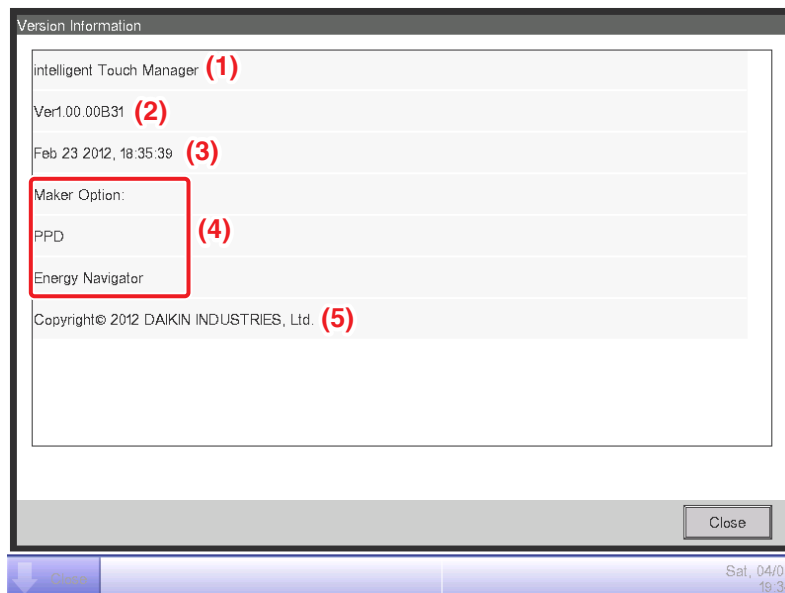 Version Information
intelligent Touch Manager (1)
Ver1.00.00B31 (2)
Feb 23 2012, 18:35:39 (3)
Maker Option:
PPD (4)
Energy Navigator
Copyright© 2012 DAIKIN INDUSTRIES, Ltd. (5)
Close
Close
Sat, 04/0
19:3